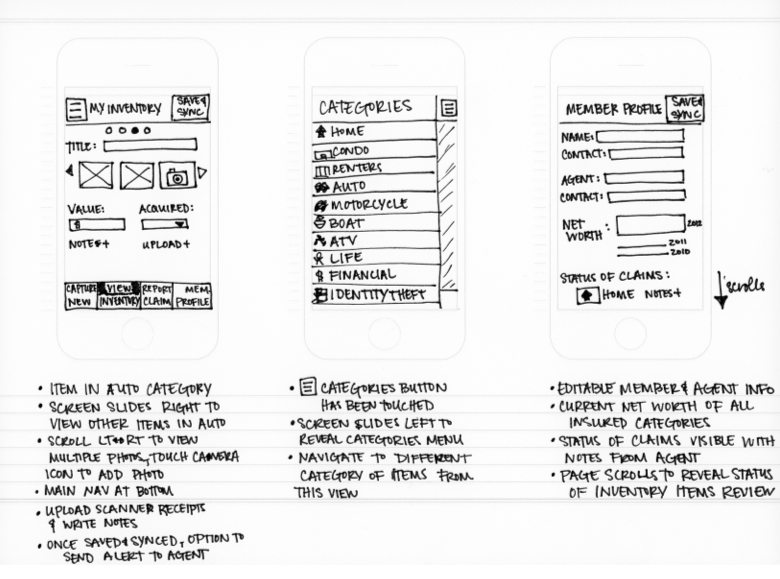 MY INVENTORY
SAVE &
SYNC
TITLE:
VALUE:
ACQUIRED:
$
NOTES+
UPLOAD+
CAPTURE
NEW
VIEW
INVENTORY
REPORT
CLAIM
MEM.
PROFILE
• ITEM IN AUTO CATEGORY
• SCREEN SLIDES RIGHT TO
VIEW OTHER ITEMS IN AUTO
• SCROLL LT↔RT TO VIEW
MULTIPLE PHOTOS, TOUCH CAMERA
ICON TO ADD PHOTO
• MAIN NAV AT BOTTOM
• UPLOAD SCANNER RECEIPTS
& WRITE NOTES
• ONCE SAVED & SYNCED, OPTION TO
SEND ALERT TO AGENT
CATEGORIES
HOME
CONDO
RENTERS
AUTO
MOTORCYCLE
BOAT
ATV
LIFE
$ FINANCIAL
IDENTITY THEFT
• CATEGORIES BUTTON
HAS BEEN TOUCHED
• SCREEN SLIDES LEFT TO
REVEAL CATEGORIES MENU
• NAVIGATE TO DIFFERENT
CATEGORY OF ITEMS FROM
THIS VIEW
MEMBER PROFILE
SAVE &
SYNC
NAME:
CONTACT:
AGENT:
CONTACT:
NET
WORTH :
2012
2011
2010
STATUS OF CLAIMS:
HOME NOTES+
scrolls
• EDITABLE MEMBER & AGENT INFO
• CURRENT NET WORTH OF ALL
INSURED CATEGORIES
• STATUS OF CLAIMS VISIBLE WITH
NOTES FROM AGENT
• PAGE SCROLLS TO REVEAL STATUS
OF INVENTORY ITEMS REVIEW